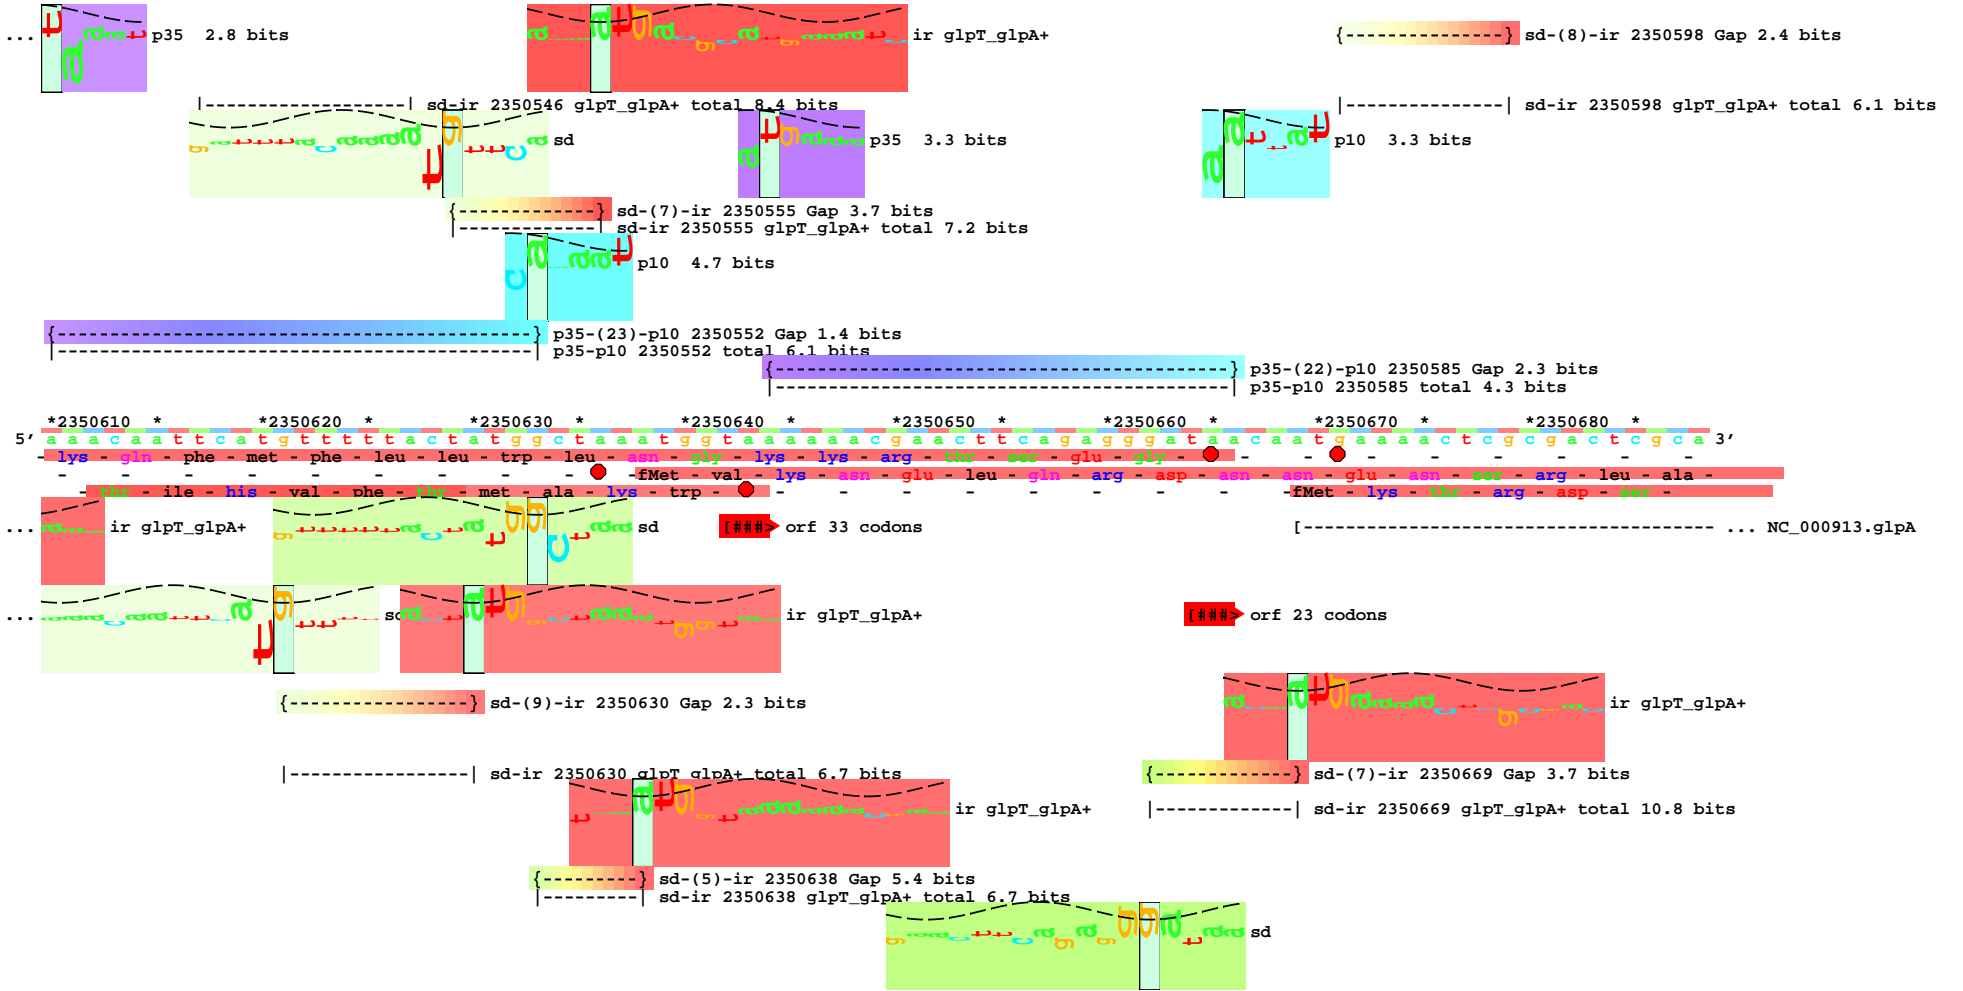 ... p35 2.8 bits ir glpT_glpA+ {----------------} sd-(8)-ir 2350598 Gap 2.4 bits
|--------------------| sd-ir 2350546 glpT_glpA+ total 8.4 bits |---------------| sd-ir 2350598 glpT_glpA+ total 6.1 bits
sd p35 3.3 bits p10 3.3 bits
{-------------} sd-(7)-ir 2350555 Gap 3.7 bits
|-------------| sd-ir 2350555 glpT_glpA+ total 7.2 bits
p10 4.7 bits
{---------------------------------------------} p35-(23)-p10 2350552 Gap 1.4 bits
|---------------------------------------------| p35-p10 2350552 total 6.1 bits
{-------------------------------------------} p35-(22)-p10 2350585 Gap 2.3 bits
|-------------------------------------------| p35-p10 2350585 total 4.3 bits
*2350610 * *2350620 * *2350630 * *2350640 * *2350650 * *2350660 * *2350670 * *2350680 *
5' a a a c a a t t c a t g t t t t t a c t a t g g c t a a a t g g t a a a a a a c g a a c t t c a g a g g g a t a a c a a t g a a a a c t c g c g a c t c g c a 3'
- lys - gln - phe - met - phe - leu - leu - trp - leu - asn - gly - lys - lys - arg - thr - ser - glu - gly - - - - - -
- - - - - - - - - -fMet - val - lys - asn - glu - leu - gln - arg - asp - asn - asn - glu - asn - ser - arg - leu - ala -
- thr - ile - his - val - phe - thr - met - ala - lys - trp - - - - - - - - - -fMet - lys - thr - arg - asp - ser -
... ir glpT_glpA+ sd [###> orf 33 codons [--------------------------------------- ... NC_000913.glpA
... sd ir glpT_glpA+ [###> orf 23 codons
{------------------} sd-(9)-ir 2350630 Gap 2.3 bits ir glpT_glpA+
|-----------------| sd-ir 2350630 glpT_glpA+ total 6.7 bits {-------------} sd-(7)-ir 2350669 Gap 3.7 bits
ir glpT_glpA+ |-------------| sd-ir 2350669 glpT_glpA+ total 10.8 bits
{---------} sd-(5)-ir 2350638 Gap 5.4 bits
|---------| sd-ir 2350638 glpT_glpA+ total 6.7 bits
sd